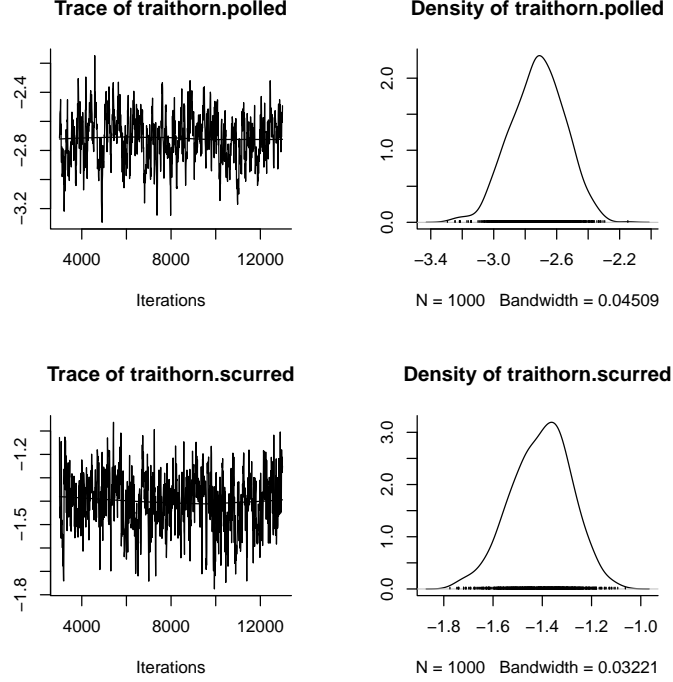 Trace of traithorn.polled
Density of traithorn.polled
−2.4
−2.8
−3.2
2.0
1.0
0.0
4000 8000 12000
−3.4 −3.0 −2.6 −2.2
Iterations
N = 1000 Bandwidth = 0.04509
Trace of traithorn.scurred
Density of traithorn.scurred
−1.2
−1.5
−1.8
3.0
2.0
1.0
0.0
4000 8000 12000
−1.8 −1.6 −1.4 −1.2 −1.0
Iterations
N = 1000 Bandwidth = 0.03221